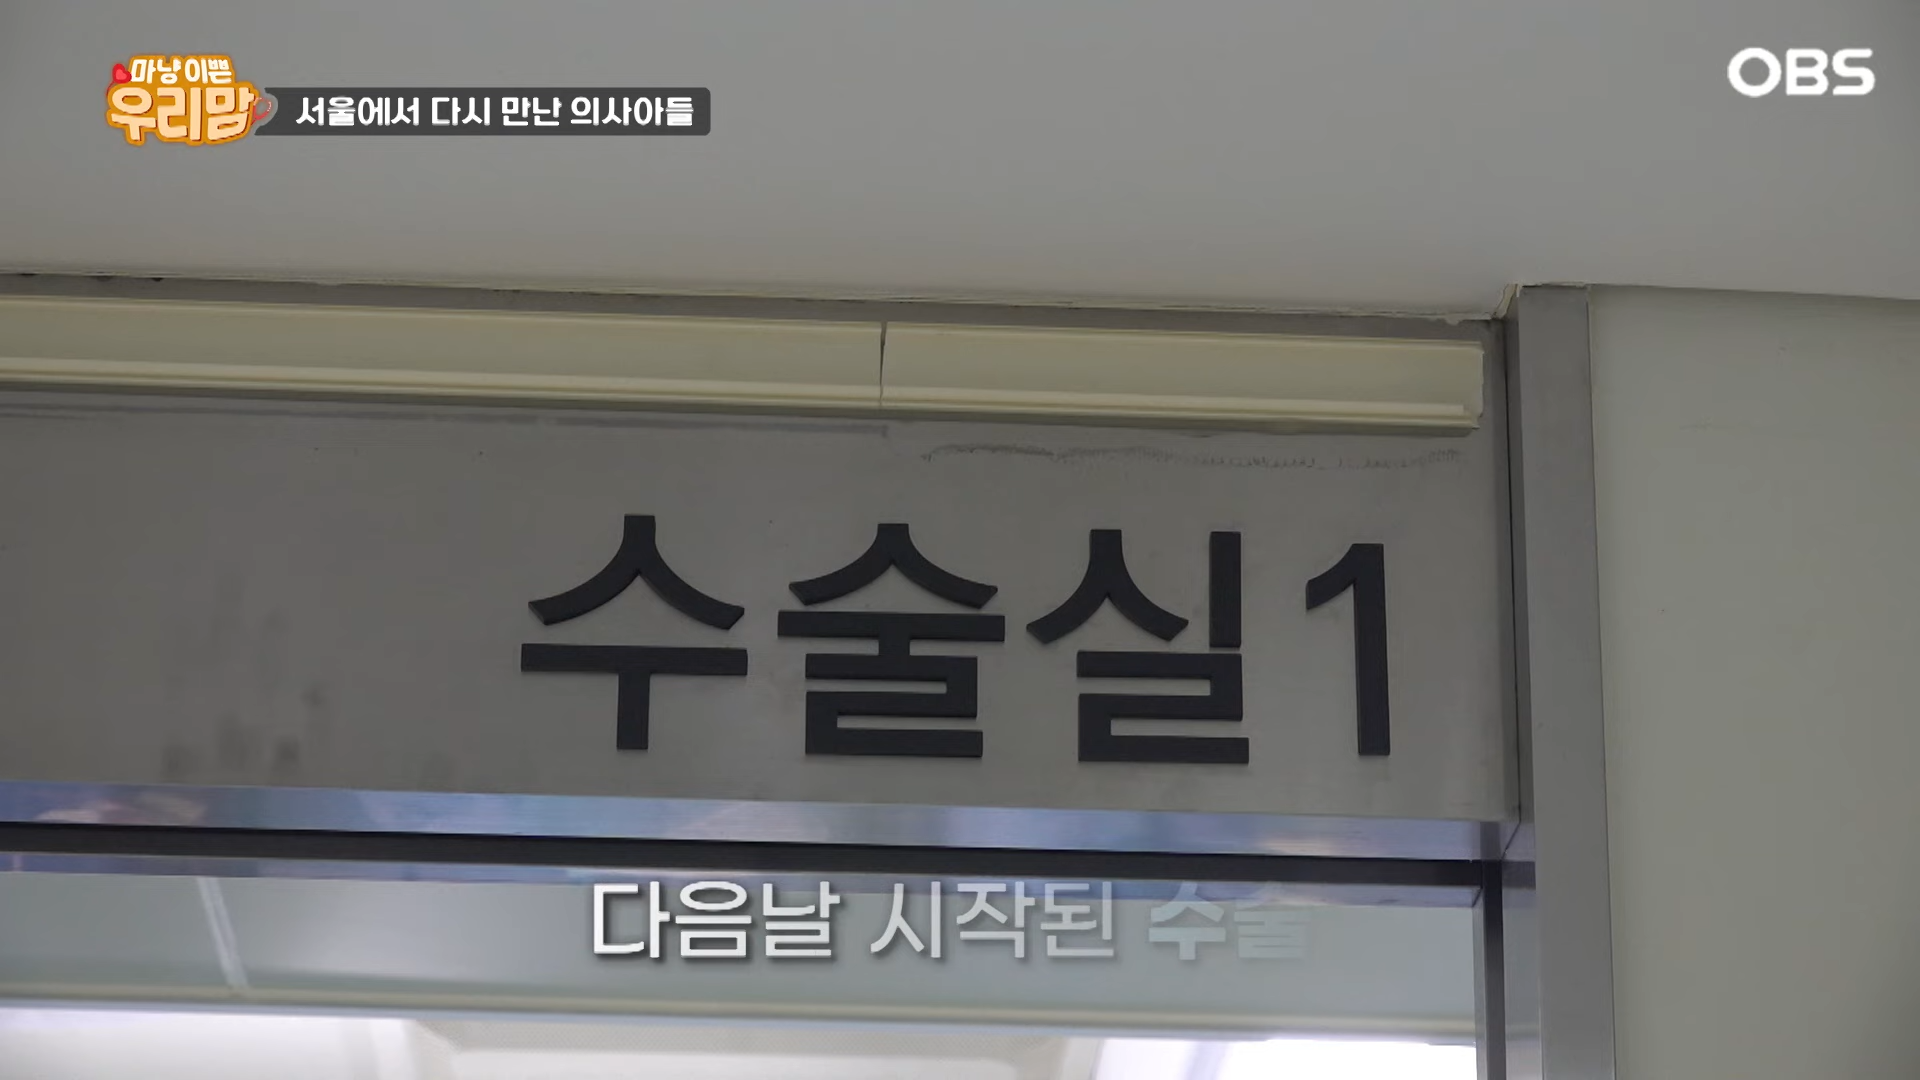 마냥 이쁜
우리맘
서울에서 다시 만난 의사아들
OBS
수술실1
다음날 시작된 수술